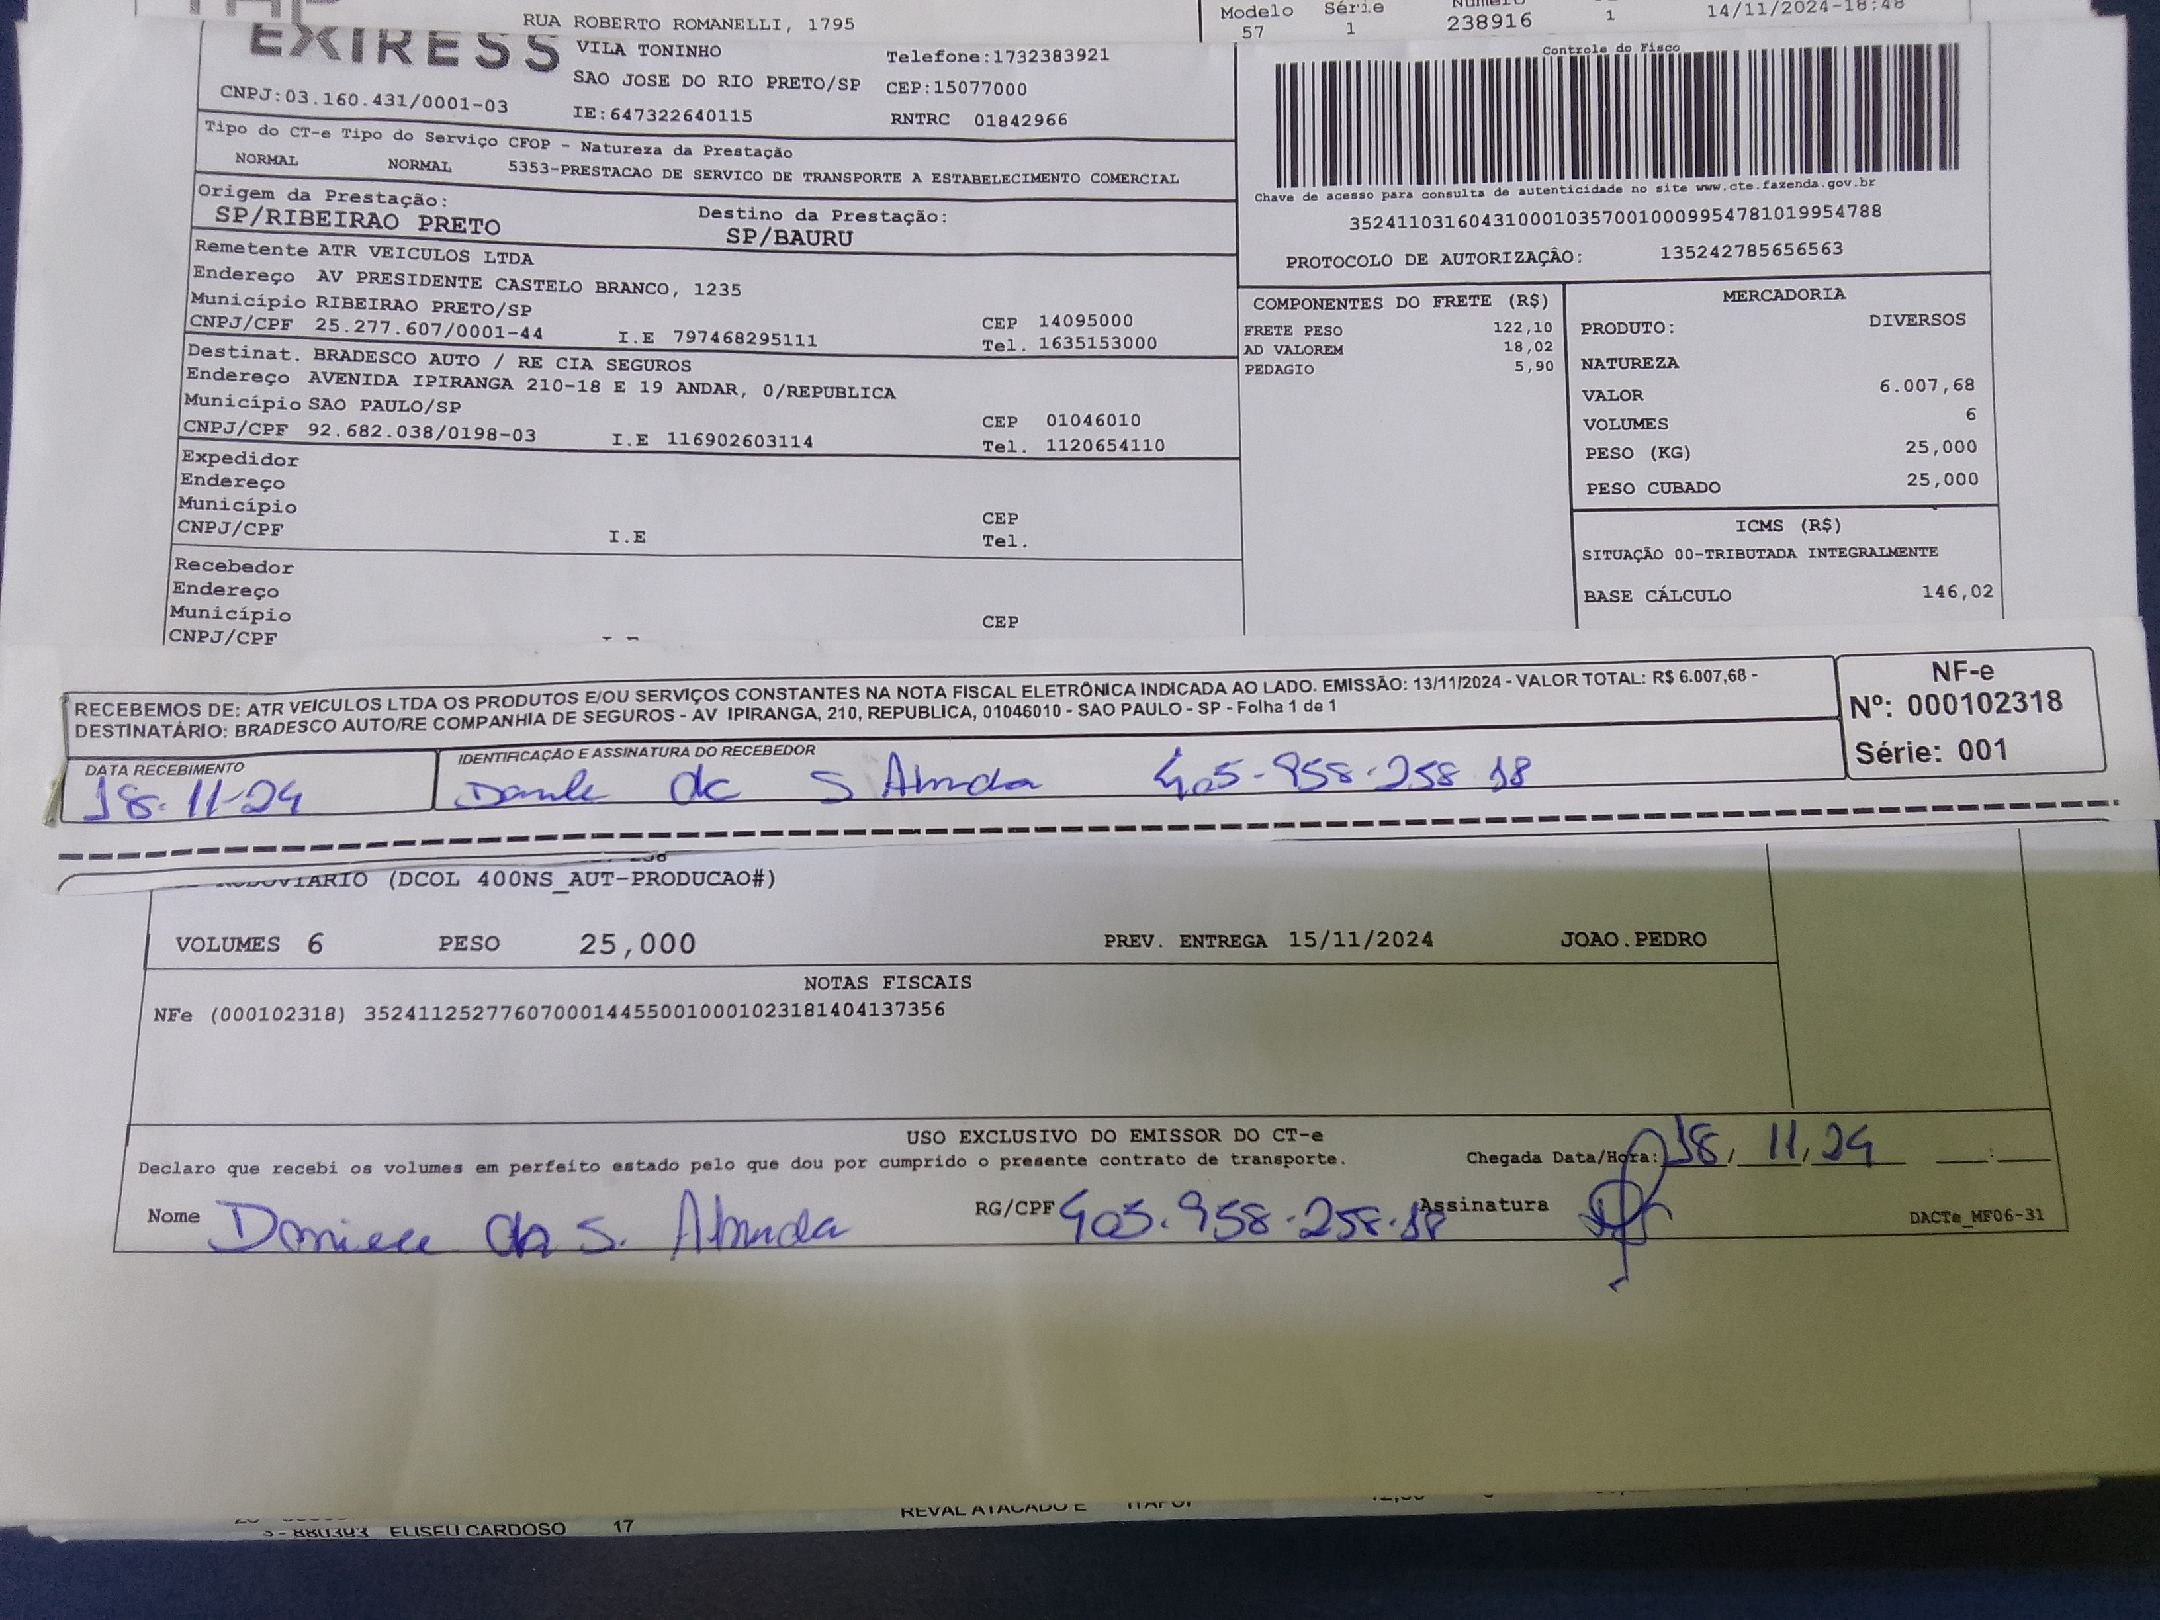 RUA ROBERTO ROMANELLI, 1795
Modelo Série Número
57 1 238916 1 14/11/2024-18:48
EXPRESS VILA TONINHO Telefone:1732383921
SAO JOSE DO RIO PRETO/SP CEP:15077000
CNPJ:03.160.431/0001-03 IE:647322640115 RNTRC 01842966
Tipo do CT-e Tipo do Serviço CFOP - Natureza da Prestação
NORMAL NORMAL 5353-PRESTACAO DE SERVICO DE TRANSPORTE A ESTABELECIMENTO COMERCIAL
Origem da Prestação: Destino da Prestação:
SP/RIBEIRAO PRETO SP/BAURU
Remetente ATR VEICULOS LTDA
Endereço AV PRESIDENTE CASTELO BRANCO, 1235
Município RIBEIRAO PRETO/SP CEP 14095000
CNPJ/CPF 25.277.607/0001-44 I.E 797468295111 Tel. 1635153000
Destinat. BRADESCO AUTO / RE CIA SEGUROS
Endereço AVENIDA IPIRANGA 210-18 E 19 ANDAR, 0/REPUBLICA
Município SAO PAULO/SP CEP 01046010
CNPJ/CPF 92.682.038/0198-03 I.E 116902603114 Tel. 1120654110
Expedidor
Endereço
Município CEP
CNPJ/CPF I.E Tel.
Recebedor
Endereço
Município CEP
CNPJ/CPF
Controle do Fisco
Chave de acesso para consulta de autenticidade no site www.cte.fazenda.gov.br
35241103160431000103570010009954781019954788
PROTOCOLO DE AUTORIZAÇÃO: 135242785656563
COMPONENTES DO FRETE (R$)
FRETE PESO 122,10
AD VALOREM 18,02
PEDAGIO 5,90
MERCADORIA
PRODUTO: DIVERSOS
NATUREZA
VALOR 6.007,68
VOLUMES 6
PESO (KG) 25,000
PESO CUBADO 25,000
ICMS (R$)
SITUAÇÃO 00-TRIBUTADA INTEGRALMENTE
BASE CÁLCULO 146,02
RECEBEMOS DE: ATR VEICULOS LTDA OS PRODUTOS E/OU SERVIÇOS CONSTANTES NA NOTA FISCAL ELETRÔNICA INDICADA AO LADO. EMISSÃO: 13/11/2024 - VALOR TOTAL: R$ 6.007,68 -
DESTINATÁRIO: BRADESCO AUTO/RE COMPANHIA DE SEGUROS - AV IPIRANGA, 210, REPUBLICA, 01046010 - SAO PAULO - SP - Folha 1 de 1
NF-e
Nº: 000102318
Série: 001
DATA RECEBIMENTO IDENTIFICAÇÃO E ASSINATURA DO RECEBEDOR
18.11-24 de S Almeda 405-958-258 18
RODOVIARIO (DCOL 400NS_AUT-PRODUCAO#)
VOLUMES 6 PESO 25,000 PREV. ENTREGA 15/11/2024 JOAO.PEDRO
NOTAS FISCAIS
NFe (000102318) 35241125277607000144550010001023181404137356
USO EXCLUSIVO DO EMISSOR DO CT-e
Declaro que recebi os volumes em perfeito estado pelo que dou por cumprido o presente contrato de transporte. Chegada Data/Hora: 18/11/24 :
Nome da S. Almeda RG/CPF 405.958.258.18 Assinatura
DACTe_MF06-31
REVAL ATACADO E
ELISEU CARDOSO 17